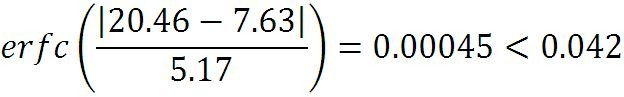 erfc(|20.46 − 7.63| / 5.17) = 0.00045 < 0.042